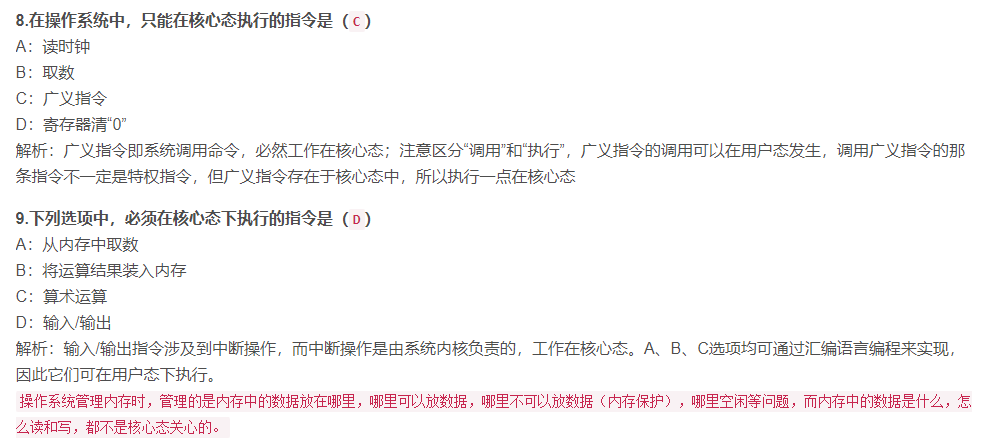 8.在操作系统中，只能在核心态执行的指令是（C）
A：读时钟
B：取数
C：广义指令
D：寄存器清“0”
解析：广义指令即系统调用命令，必然工作在核心态；注意区分“调用”和“执行”，广义指令的调用可以在用户态发生，调用广义指令的那
条指令不一定是特权指令，但广义指令存在于核心态中，所以执行一点在核心态
9.下列选项中，必须在核心态下执行的指令是（D）
A：从内存中取数
B：将运算结果装入内存
C：算术运算
D：输入/输出
解析：输入/输出指令涉及到中断操作，而中断操作是由系统内核负责的，工作在核心态。A、B、C选项均可通过汇编语言编程来实现，
因此它们可在用户态下执行。
操作系统管理内存时，管理的是内存中的数据放在哪里，哪里可以放数据，哪里不可以放数据（内存保护），哪里空闲等问题，而内存中的数据是什么，怎
么读和写，都不是核心态关心的。